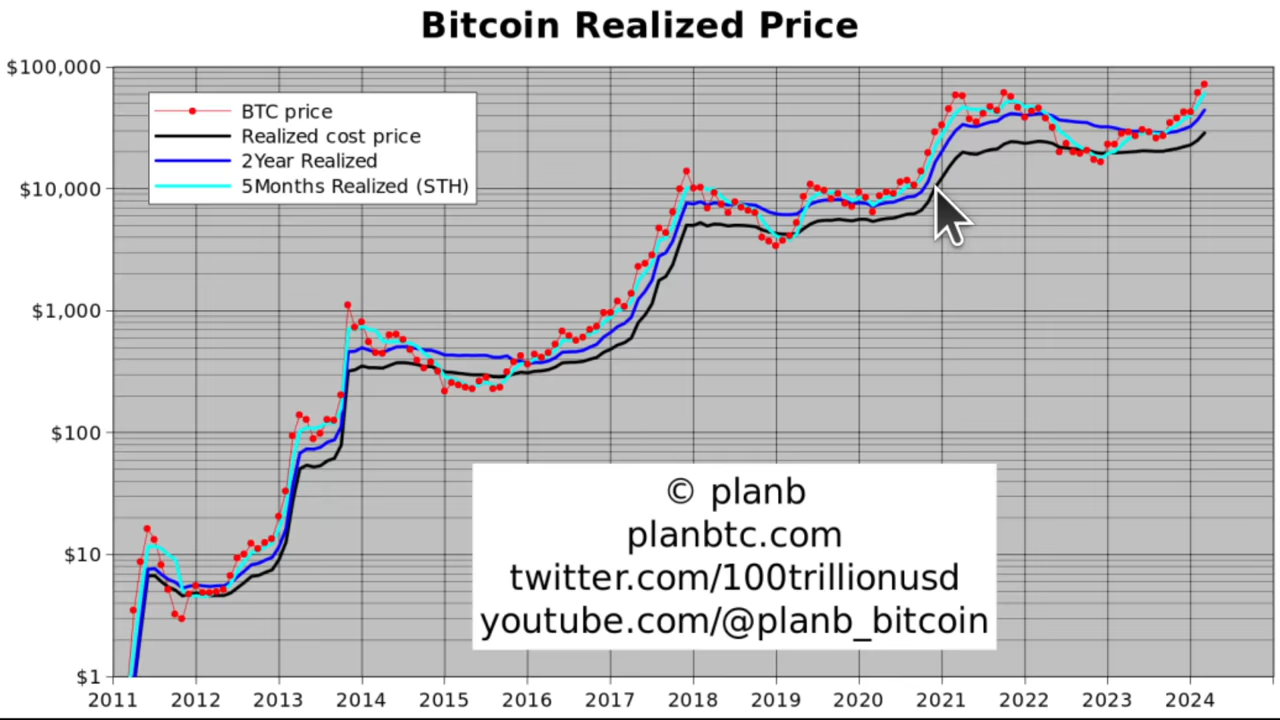 Bitcoin Realized Price
$100,000
$10,000
$1,000
$100
$10
$1
BTC price
Realized cost price
2Year Realized
5Months Realized (STH)
© planb
planbtc.com
twitter.com/100trillionusd
youtube.com/@planb_bitcoin
2011 2012 2013 2014 2015 2016 2017 2018 2019 2020 2021 2022 2023 2024